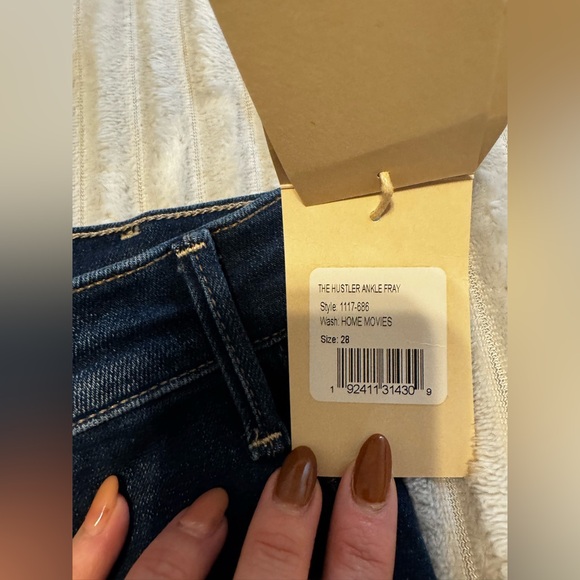 THE HUSTLER ANKLE FRAY
Style: 1117-686
Wash: HOME MOVIES
Size: 28
1 92411 31430 9